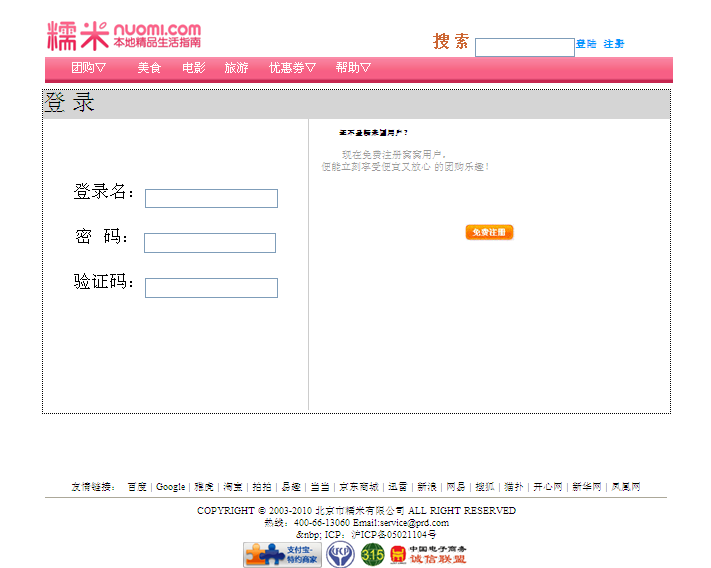 糯米 nuomi.com
本地精品生活指南
搜 索 登陆 注册
团购▽ 美食 电影 旅游 优惠券▽ 帮助▽
登 录
还不是糯米网用户?
现在免费注册窝窝用户,
便能立刻享受便宜又放心 的团购乐趣!
登录名:
密 码:
验证码:
免费注册
友情链接: 百度 | Google | 雅虎 | 淘宝 | 拍拍 | 易趣 | 当当 | 京东商城 | 迅雷 | 新浪 | 网易 | 搜狐 | 猫扑 | 开心网 | 新华网 | 凤凰网
COPYRIGHT © 2003-2010 北京市糯米有限公司 ALL RIGHT RESERVED
热线: 400-66-13060 Email:service@prd.com
&nbp; ICP: 沪ICP备05021104号
支付宝·
特约商家
315
中国电子商务
诚信联盟